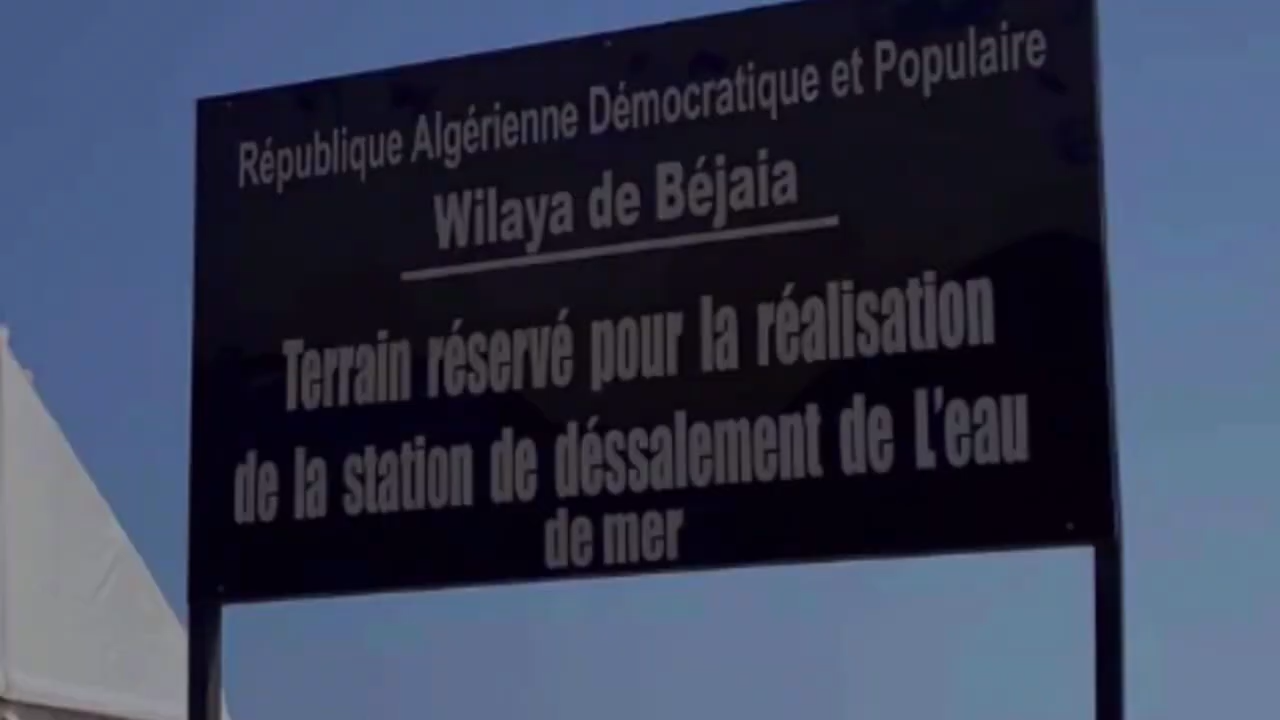 République Algérienne Démocratique et Populaire
Wilaya de Béjaia
Terrain réservé pour la réalisation
de la station de déssalement de L'eau
de mer